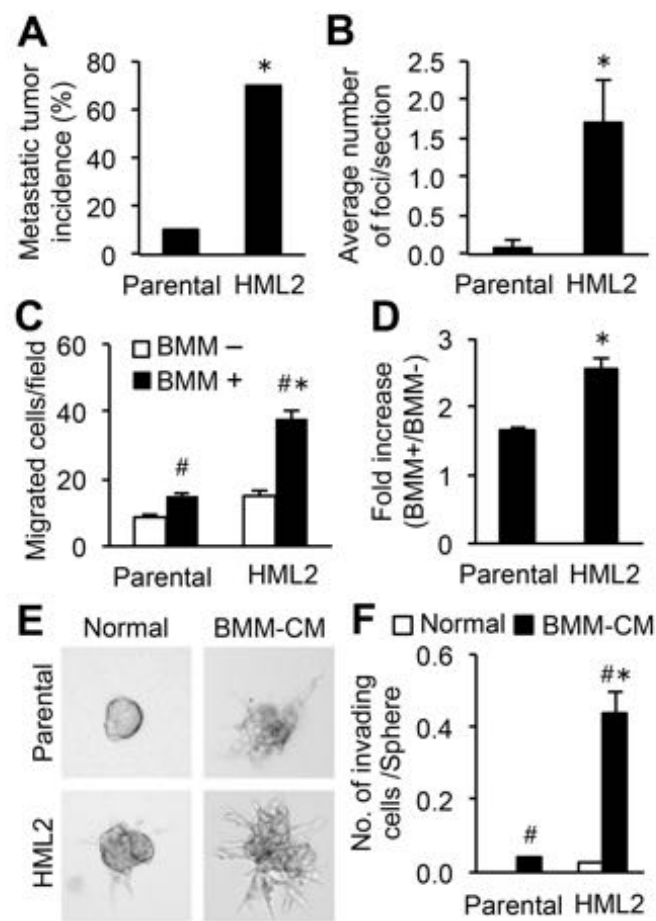 A
Metastatic tumor
incidence (%)
80
60
40
20
0
*
Parental HML2
B
Average number
of foci/section
2.5
2.0
1.5
1.0
0.5
0.0
*
Parental HML2
C
Migrated cells/field
60
40
20
0
BMM –
BMM +
#
#*
Parental HML2
D
Fold increase
(BMM+/BMM-)
3
2
1
0
*
Parental HML2
E
Normal BMM-CM
Parental
HML2
F
Normal BMM-CM
No. of invading
cells /Sphere
0.6
0.4
0.2
0.0
#
#*
Parental HML2